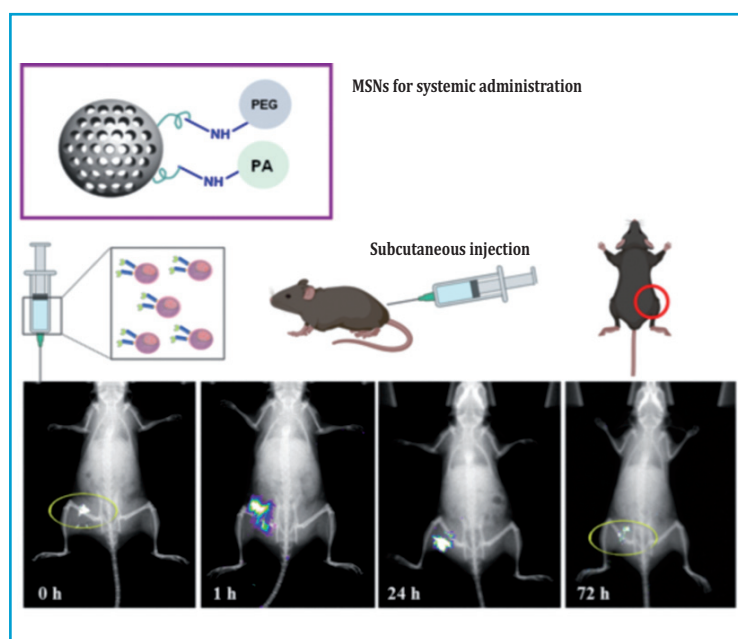 MSNs for systemic administration
PEG
NH
PA
NH
Subcutaneous injection
0 h
1 h
24 h
72 h